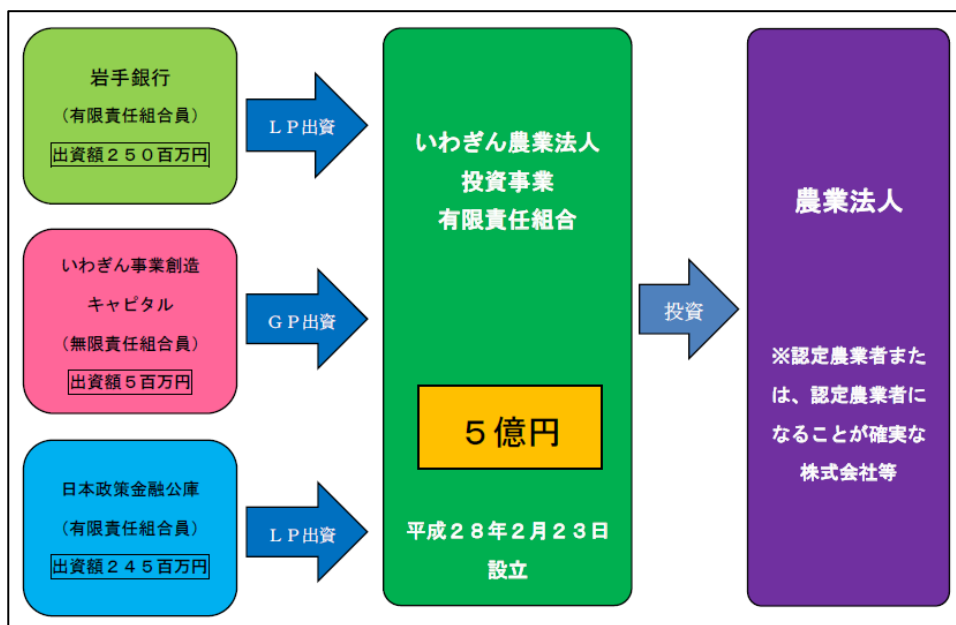 岩手銀行
(有限責任組合員)
出資額250百万円
LP出資
いわぎん事業創造
キャピタル
(無限責任組合員)
出資額5百万円
GP出資
日本政策金融公庫
(有限責任組合員)
出資額245百万円
LP出資
いわぎん農業法人
投資事業
有限責任組合
5億円
平成28年2月23日
設立
投資
農業法人
※認定農業者また
は、認定農業者に
なることが確実な
株式会社等